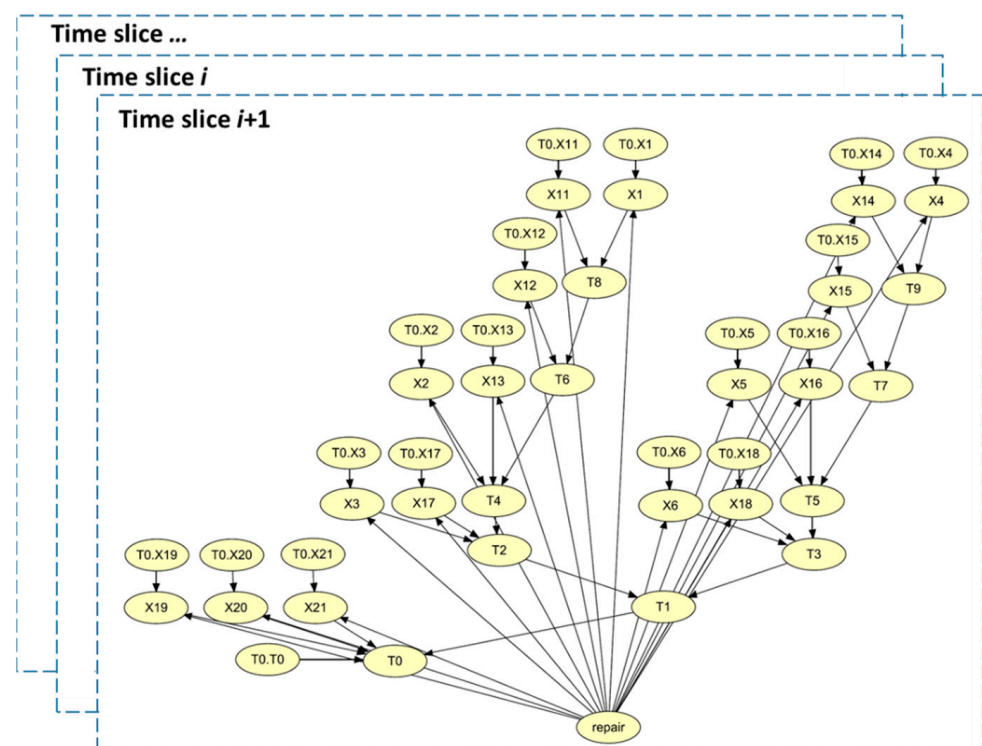 Time slice ...
Time slice i
Time slice i+1
T0.X11 T0.X1 T0.X14 T0.X4
X11 X1 X14 X4
T0.X12 T0.X15
X12 T8 X15 T9
T0.X2 T0.X13 T0.X5 T0.X16
X2 X13 T6 X5 X16 T7
T0.X3 T0.X17 T0.X6 T0.X18
X3 X17 T4 X6 X18 T5
T2 T3
T0.X19 T0.X20 T0.X21
X19 X20 X21 T1
T0.T0 T0
repair